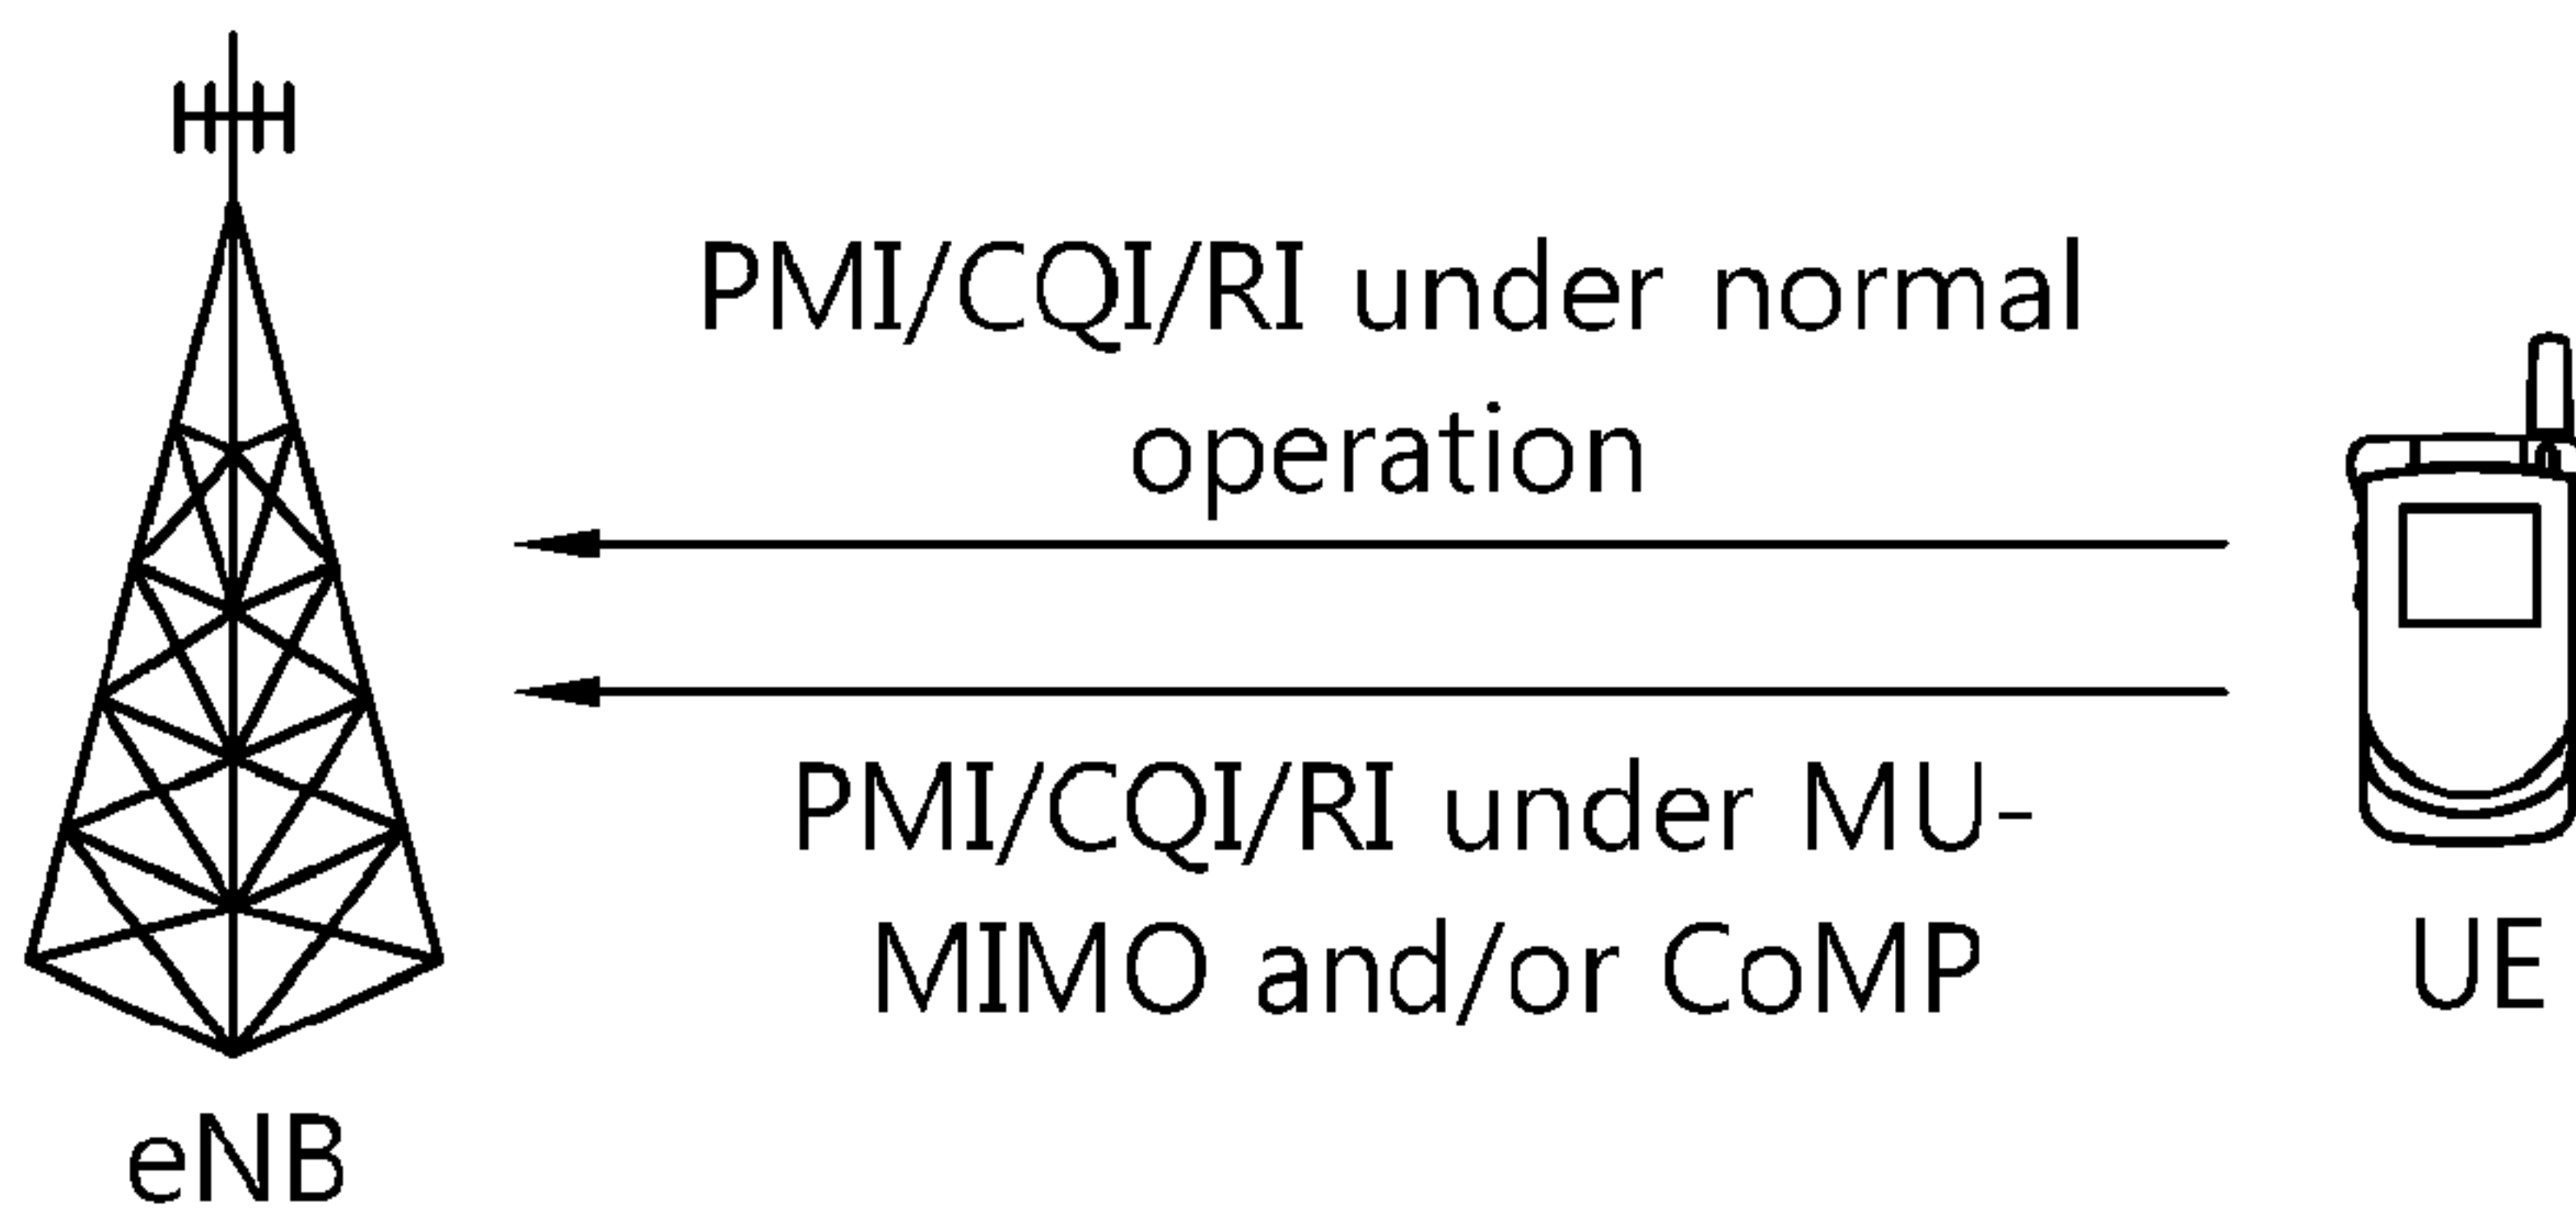 PMI/CQI/RI under normal
operation
PMI/CQI/RI under MU-
MIMO and/or CoMP
UE
eNB